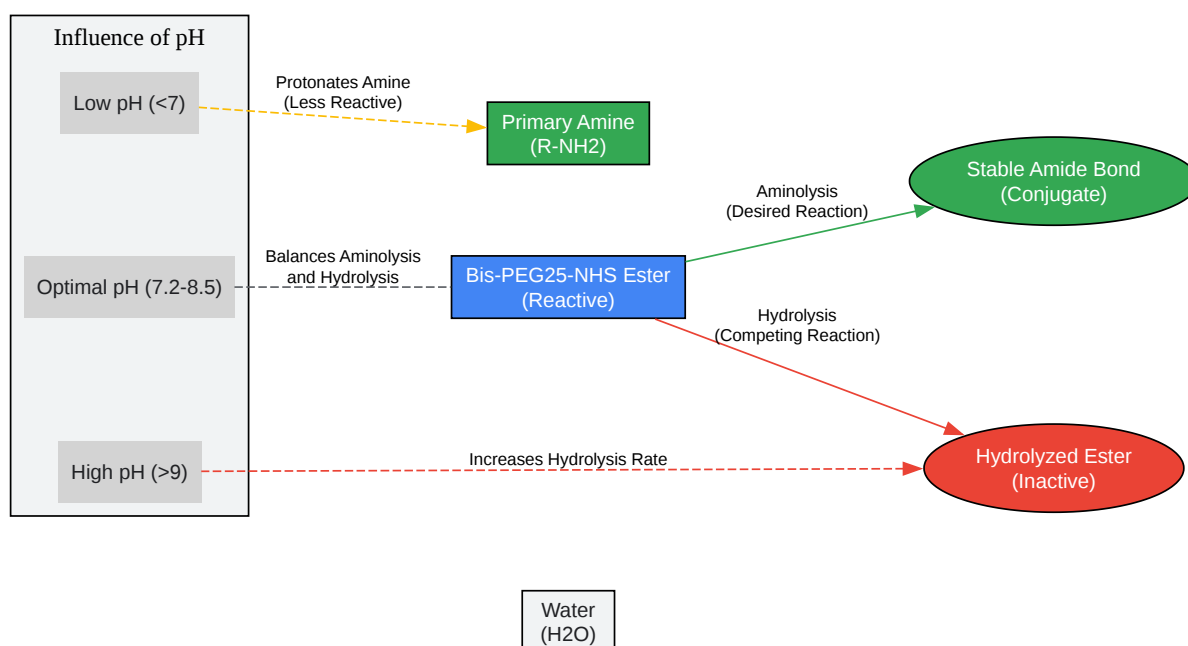 Influence of pH
Low pH (<7)
Protonates Amine
(Less Reactive)
Primary Amine
(R-NH2)
Stable Amide Bond
(Conjugate)
Aminolysis
(Desired Reaction)
Optimal pH (7.2-8.5)
Balances Aminolysis
and Hydrolysis
Bis-PEG25-NHS Ester
(Reactive)
Hydrolysis
(Competing Reaction)
High pH (>9)
Increases Hydrolysis Rate
Hydrolyzed Ester
(Inactive)
Water
(H2O)